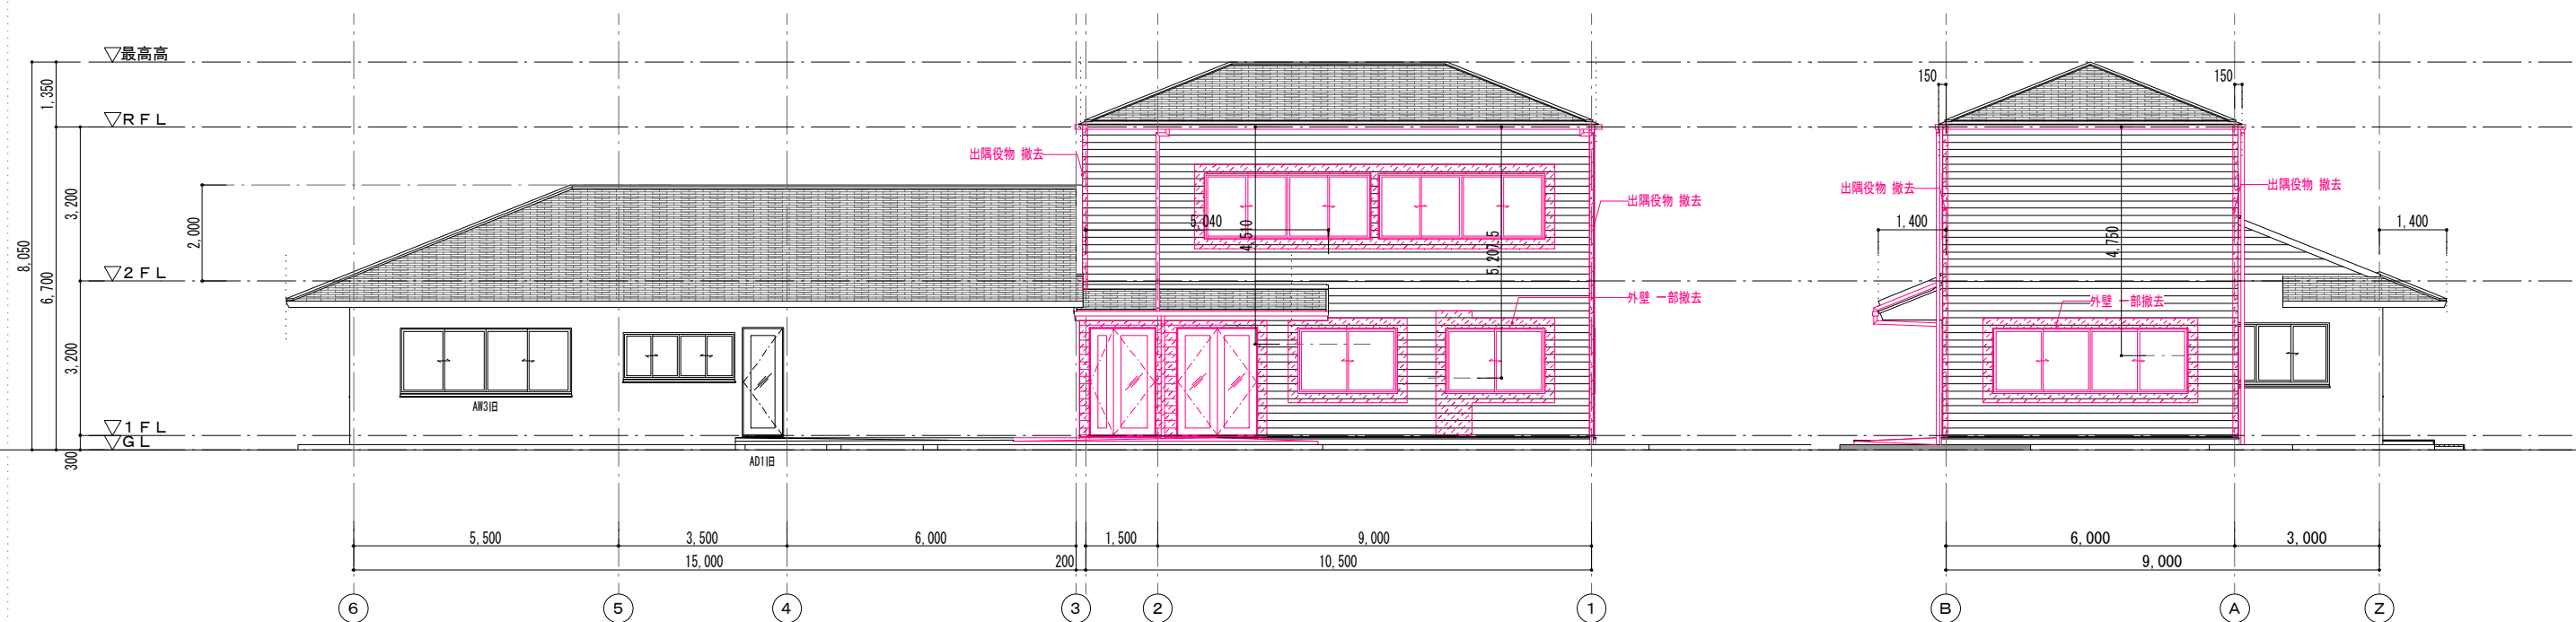 ▽最高高
▽RFL
▽2FL
▽1FL
▽GL
1,350
3,200
3,200
300
8,050
6,700
2,000
AW3旧
AD1旧
出隅役物 撤去
5,040
4,510
5,207.5
出隅役物 撤去
外壁 一部撤去
5,500
3,500
6,000
1,500
9,000
15,000
200
10,500
6
5
4
3
2
1
150
150
出隅役物 撤去
出隅役物 撤去
1,400
4,750
1,400
外壁 一部撤去
6,000
3,000
9,000
B
A
Z